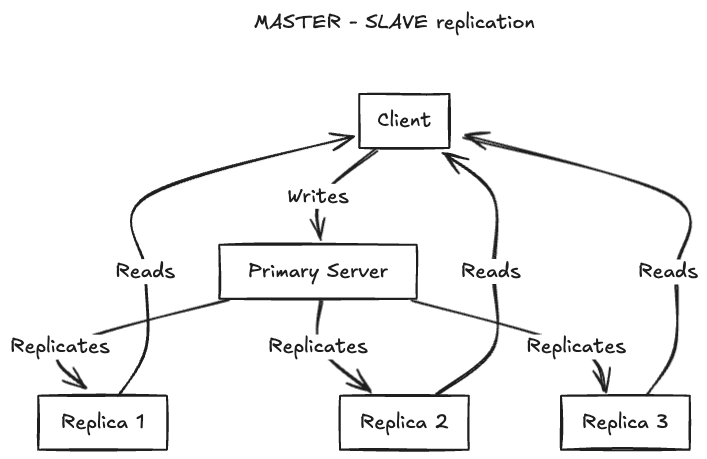 MASTER - SLAVE replication
Client
Writes
Reads
Primary Server
Reads
Reads
Replicates
Replicates
Replicates
Replica 1
Replica 2
Replica 3